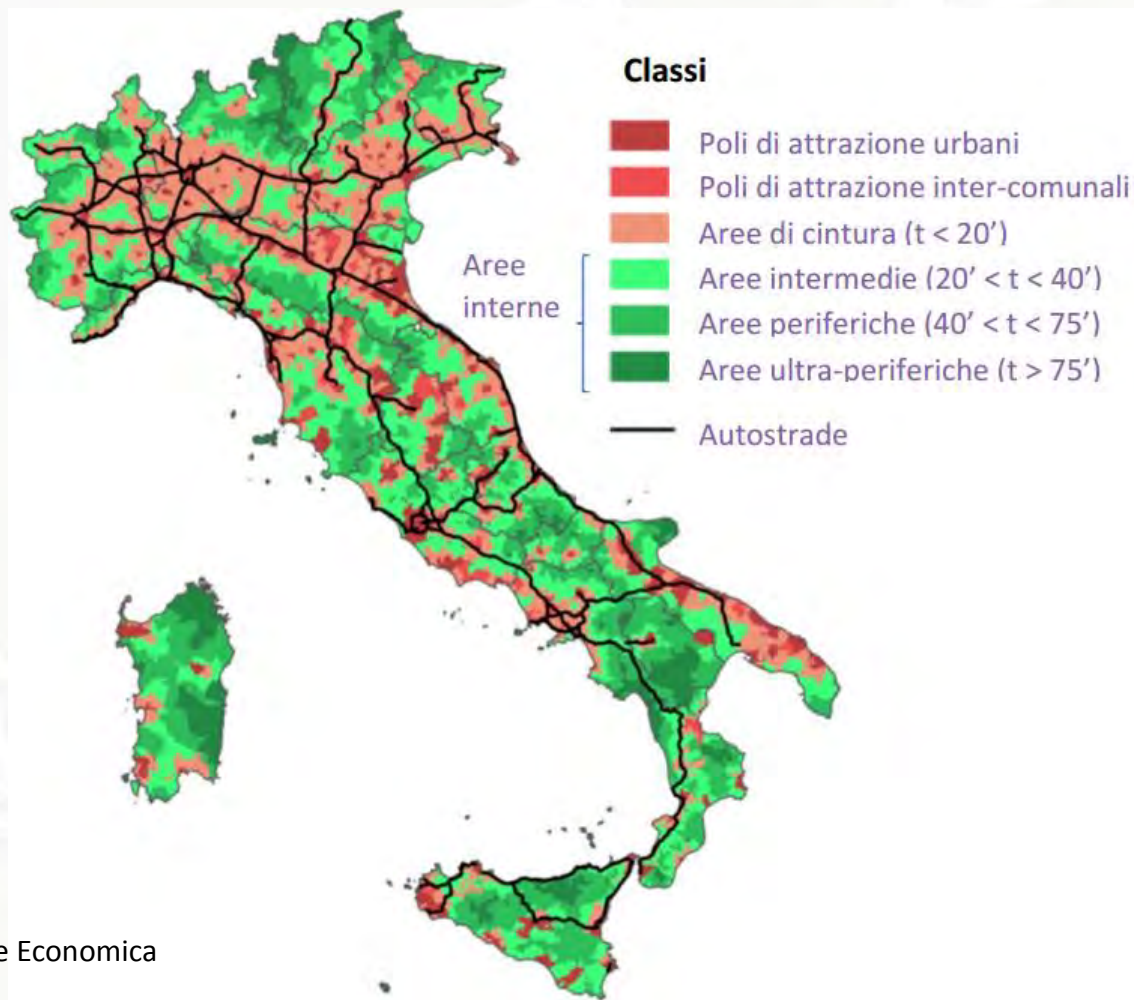 Classi
Poli di attrazione urbani
Poli di attrazione inter-comunali
Aree di cintura (t < 20’)
Aree
interne
Aree intermedie (20’ < t < 40’)
Aree periferiche (40’ < t < 75’)
Aree ultra-periferiche (t > 75’)
Autostrade
e Economica